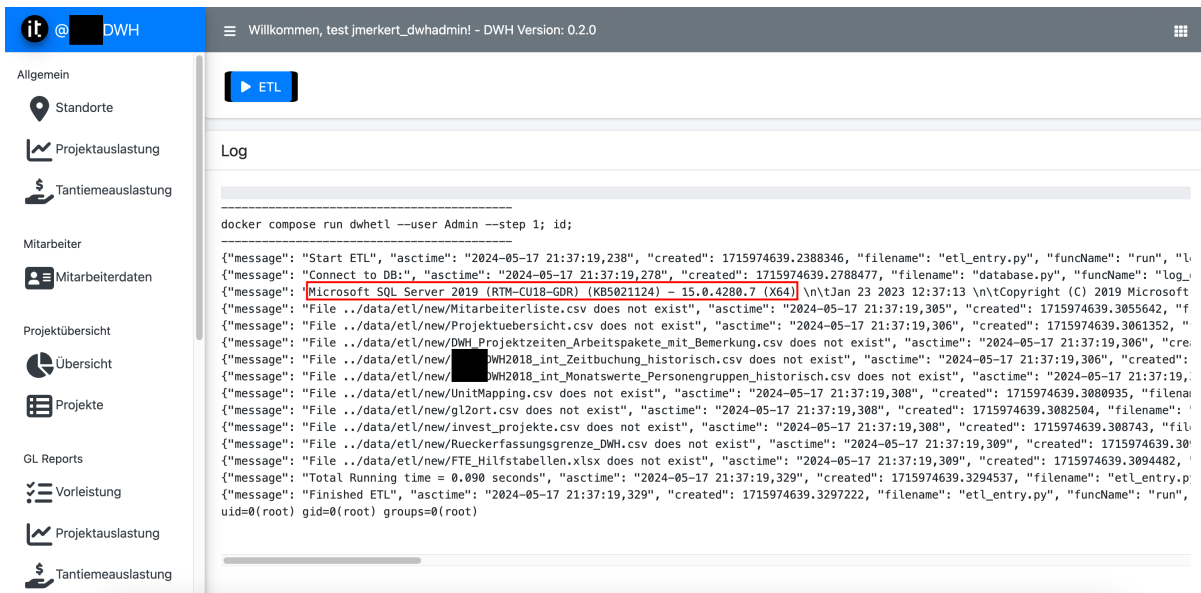 it @ DWH
Willkommen, test jmerkert_dwhadmin! - DWH Version: 0.2.0
Allgemein
Standorte
Projektauslastung
Tantiemeauslastung
Mitarbeiter
Mitarbeiterdaten
Projektübersicht
Übersicht
Projekte
GL Reports
Vorleistung
Projektauslastung
Tantiemeauslastung
ETL
Log
-------------------------------------------
docker compose run dwhetl --user Admin --step 1; id;
-------------------------------------------
{"message": "Start ETL", "asctime": "2024-05-17 21:37:19,238", "created": 1715974639.2388346, "filename": "etl_entry.py", "funcName": "run", "l
{"message": "Connect to DB:", "asctime": "2024-05-17 21:37:19,278", "created": 1715974639.2788477, "filename": "database.py", "funcName": "log_
{"message": "Microsoft SQL Server 2019 (RTM-CU18-GDR) (KB5021124) - 15.0.4280.7 (X64) \n\tJan 23 2023 12:37:13 \n\tCopyright (C) 2019 Microsoft
{"message": "File ../data/etl/new/Mitarbeiterliste.csv does not exist", "asctime": "2024-05-17 21:37:19,305", "created": 1715974639.3055642, "f
{"message": "File ../data/etl/new/Projektuebersicht.csv does not exist", "asctime": "2024-05-17 21:37:19,306", "created": 1715974639.3061352, "
{"message": "File ../data/etl/new/DWH_Projektzeiten_Arbeitspakete_mit_Bemerkung.csv does not exist", "asctime": "2024-05-17 21:37:19,306", "cre
{"message": "File ../data/etl/new/ DWH2018_int_Zeitbuchung_historisch.csv does not exist", "asctime": "2024-05-17 21:37:19,306", "created":
{"message": "File ../data/etl/new/ DWH2018_int_Monatswerte_Personengruppen_historisch.csv does not exist", "asctime": "2024-05-17 21:37:19,
{"message": "File ../data/etl/new/UnitMapping.csv does not exist", "asctime": "2024-05-17 21:37:19,308", "created": 1715974639.3080935, "filena
{"message": "File ../data/etl/new/gl2ort.csv does not exist", "asctime": "2024-05-17 21:37:19,308", "created": 1715974639.3082504, "filename": "
{"message": "File ../data/etl/new/invest_projekte.csv does not exist", "asctime": "2024-05-17 21:37:19,309", "created": 1715974639.308743, "fil
{"message": "File ../data/etl/new/Rueckerfassungsgrenze_DWH.csv does not exist", "asctime": "2024-05-17 21:37:19,309", "created": 1715974639.30
{"message": "File ../data/etl/new/FTE_Hilfstabellen.xlsx does not exist", "asctime": "2024-05-17 21:37:19,309", "created": 1715974639.3094482, "
{"message": "Total Running time = 0.090 seconds", "asctime": "2024-05-17 21:37:19,329", "created": 1715974639.3294537, "filename": "etl_entry.p
{"message": "Finished ETL", "asctime": "2024-05-17 21:37:19,329", "created": 1715974639.3297222, "filename": "etl_entry.py", "funcName": "run",
uid=0(root) gid=0(root) groups=0(root)